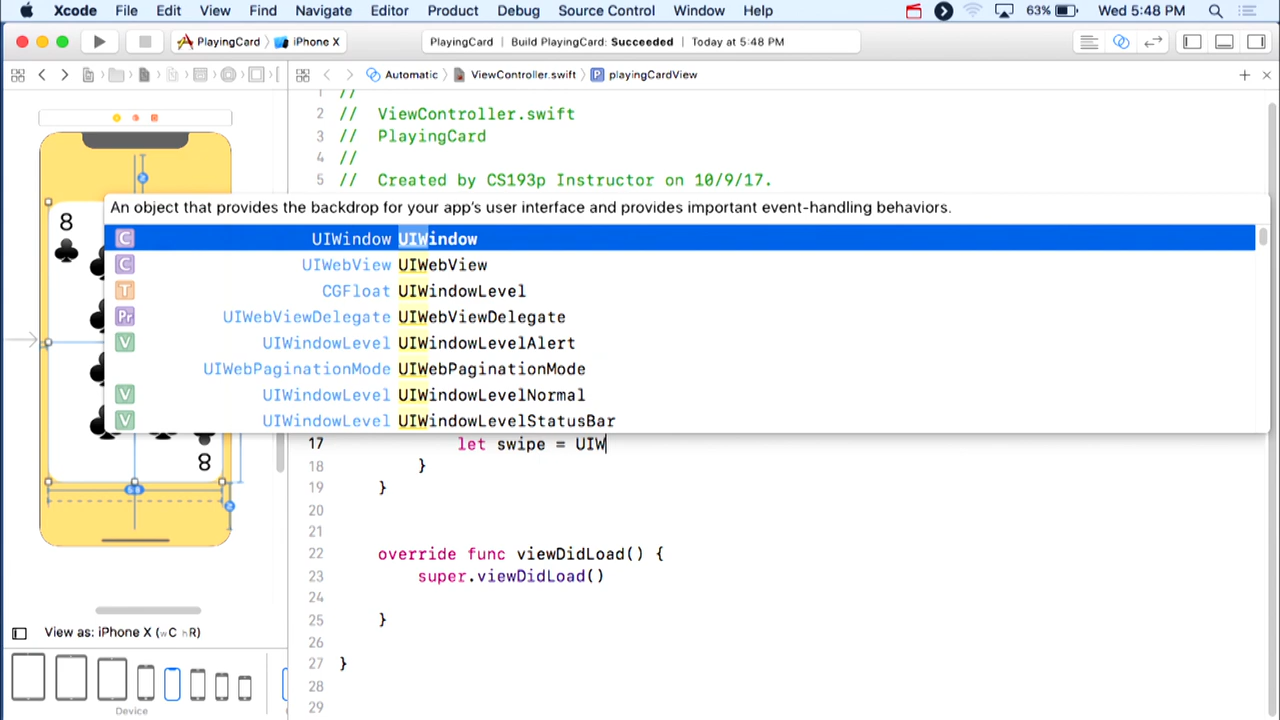 Xcode File Edit View Find Navigate Editor Product Debug Source Control Window Help 63% Wed 5:48 PM
PlayingCard iPhone X PlayingCard Build PlayingCard: Succeeded Today at 5:48 PM
Automatic ViewController.swift P playingCardView
1 //
2 // ViewController.swift
3 // PlayingCard
4 //
5 // Created by CS193p Instructor on 10/9/17.
An object that provides the backdrop for your app's user interface and provides important event-handling behaviors.
C UIWindow UIWindow
C UIWebView UIWebView
T CGFloat UIWindowLevel
Pr UIWebViewDelegate UIWebViewDelegate
V UIWindowLevel UIWindowLevelAlert
UIWebPaginationMode UIWebPaginationMode
V UIWindowLevel UIWindowLevelNormal
V UIWindowLevel UIWindowLevelStatusBar
17 let swipe = UIW
18 }
19 }
20
21
22 override func viewDidLoad() {
23 super.viewDidLoad()
24
25 }
26
27 }
28
29
8
8
View as: iPhone X (wC hR)
Device